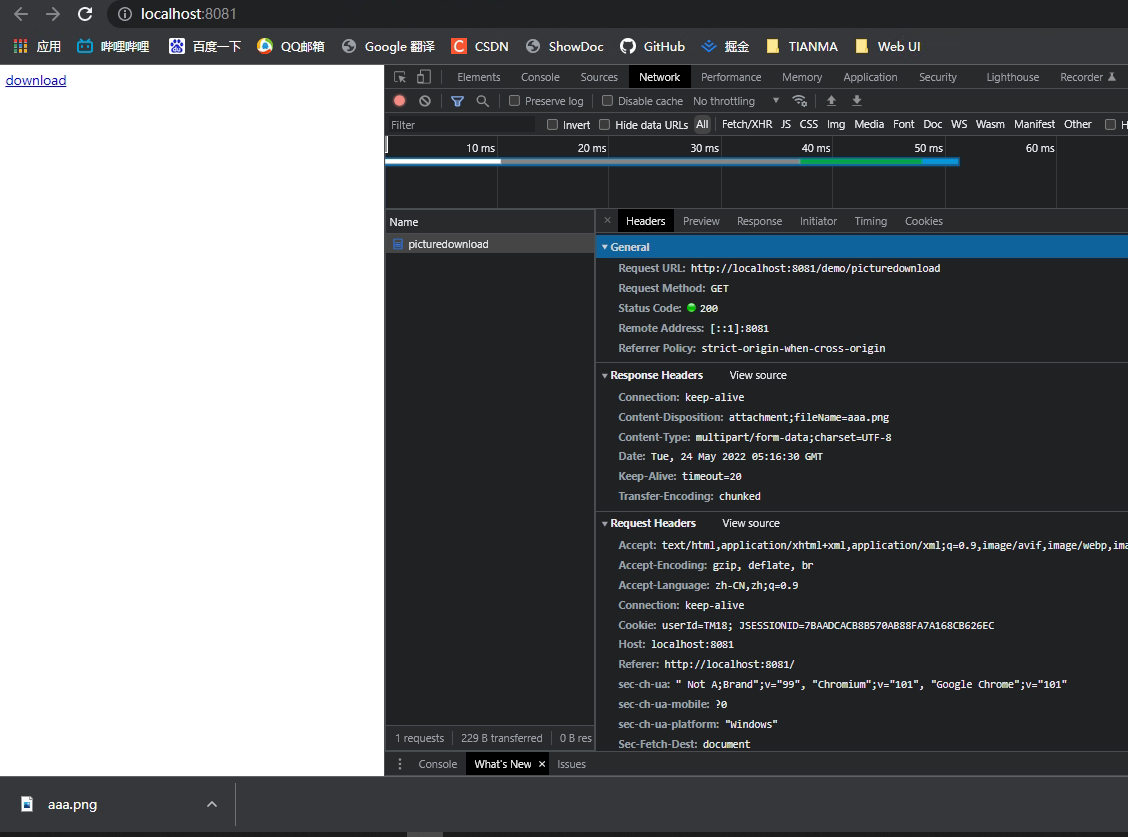 localhost:8081
应用 哔哩哔哩 百度一下 QQ邮箱 Google 翻译 CSDN ShowDoc GitHub 掘金 TIANMA Web UI
download
Elements Console Sources Network Performance Memory Application Security Lighthouse Recorder
Preserve log Disable cache No throttling
Filter Invert Hide data URLs All Fetch/XHR JS CSS Img Media Font Doc WS Wasm Manifest Other H
10 ms 20 ms 30 ms 40 ms 50 ms 60 ms
Name
picturedownload
× Headers Preview Response Initiator Timing Cookies
General
Request URL: http://localhost:8081/demo/picturedownload
Request Method: GET
Status Code: 200
Remote Address: [::1]:8081
Referrer Policy: strict-origin-when-cross-origin
Response Headers View source
Connection: keep-alive
Content-Disposition: attachment;fileName=aaa.png
Content-Type: multipart/form-data;charset=UTF-8
Date: Tue, 24 May 2022 05:16:30 GMT
Keep-Alive: timeout=20
Transfer-Encoding: chunked
Request Headers View source
Accept: text/html,application/xhtml+xml,application/xml;q=0.9,image/avif,image/webp,ima
Accept-Encoding: gzip, deflate, br
Accept-Language: zh-CN,zh;q=0.9
Connection: keep-alive
Cookie: userId=TM18; JSESSIONID=7BAADCACB8B570AB88FA7A168CB626EC
Host: localhost:8081
Referer: http://localhost:8081/
sec-ch-ua: " Not A;Brand";v="99", "Chromium";v="101", "Google Chrome";v="101"
sec-ch-ua-mobile: ?0
sec-ch-ua-platform: "Windows"
Sec-Fetch-Dest: document
1 requests 229 B transferred 0 B res
Console What's New × Issues
aaa.png